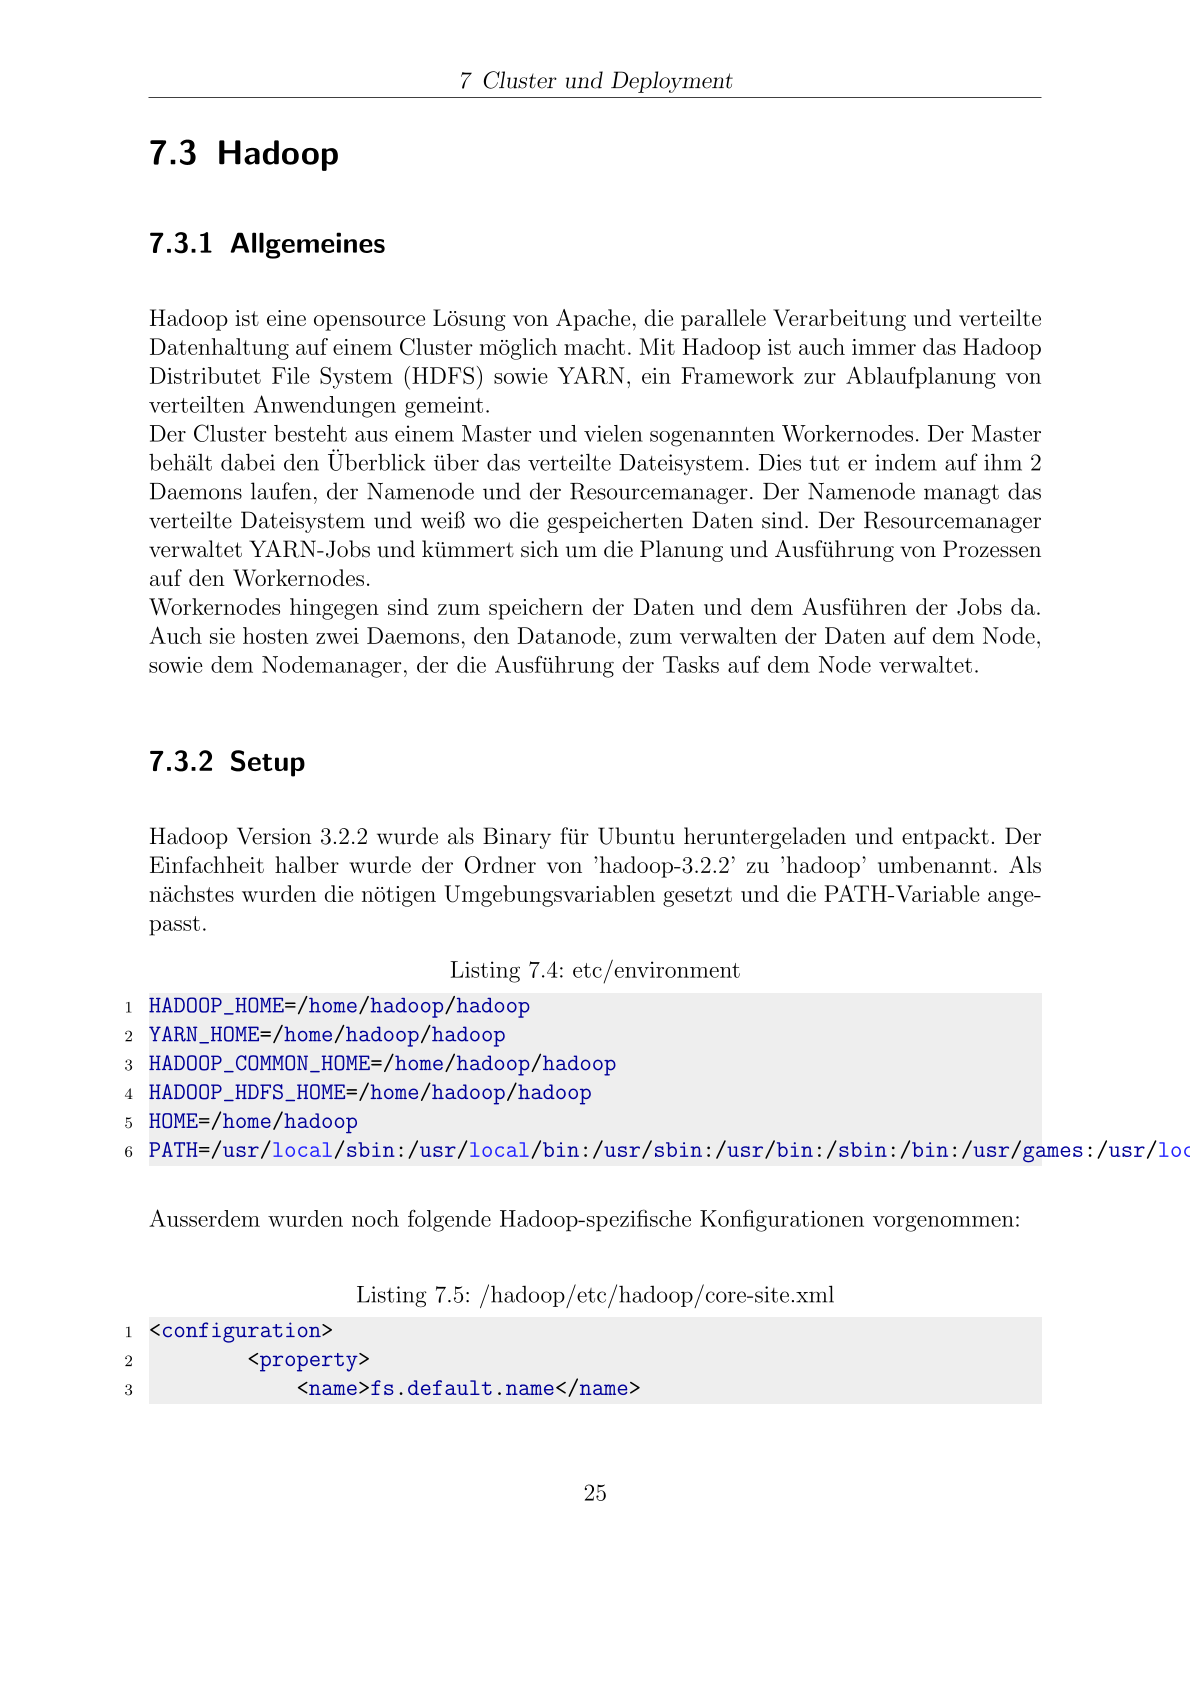 7 Cluster und Deployment
7.3 Hadoop
7.3.1 Allgemeines
Hadoop ist eine opensource Lösung von Apache, die parallele Verarbeitung und verteilte
Datenhaltung auf einem Cluster möglich macht. Mit Hadoop ist auch immer das Hadoop
Distributet File System (HDFS) sowie YARN, ein Framework zur Ablaufplanung von
verteilten Anwendungen gemeint.
Der Cluster besteht aus einem Master und vielen sogenannten Workernodes. Der Master
behält dabei den Überblick über das verteilte Dateisystem. Dies tut er indem auf ihm 2
Daemons laufen, der Namenode und der Resourcemanager. Der Namenode managt das
verteilte Dateisystem und weiß wo die gespeicherten Daten sind. Der Resourcemanager
verwaltet YARN-Jobs und kümmert sich um die Planung und Ausführung von Prozessen
auf den Workernodes.
Workernodes hingegen sind zum speichern der Daten und dem Ausführen der Jobs da.
Auch sie hosten zwei Daemons, den Datanode, zum verwalten der Daten auf dem Node,
sowie dem Nodemanager, der die Ausführung der Tasks auf dem Node verwaltet.
7.3.2 Setup
Hadoop Version 3.2.2 wurde als Binary für Ubuntu heruntergeladen und entpackt. Der
Einfachheit halber wurde der Ordner von ’hadoop-3.2.2’ zu ’hadoop’ umbenannt. Als
nächstes wurden die nötigen Umgebungsvariablen gesetzt und die PATH-Variable ange-
passt.
Listing 7.4: etc/environment
1 HADOOP_HOME=/home/hadoop/hadoop
2 YARN_HOME=/home/hadoop/hadoop
3 HADOOP_COMMON_HOME=/home/hadoop/hadoop
4 HADOOP_HDFS_HOME=/home/hadoop/hadoop
5 HOME=/home/hadoop
6 PATH=/usr/local/sbin:/usr/local/bin:/usr/sbin:/usr/bin:/sbin:/bin:/usr/games:/usr/loc
Ausserdem wurden noch folgende Hadoop-spezifische Konfigurationen vorgenommen:
Listing 7.5: /hadoop/etc/hadoop/core-site.xml
1 <configuration>
2 <property>
3 <name>fs.default.name</name>
25